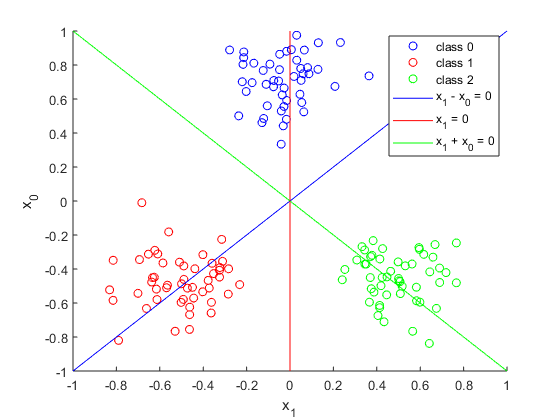 class 0
class 1
class 2
x₁ - x₀ = 0
x₁ = 0
x₁ + x₀ = 0
1
0.8
0.6
0.4
0.2
0
-0.2
-0.4
-0.6
-0.8
-1
x₀
-1 -0.8 -0.6 -0.4 -0.2 0 0.2 0.4 0.6 0.8 1
x₁